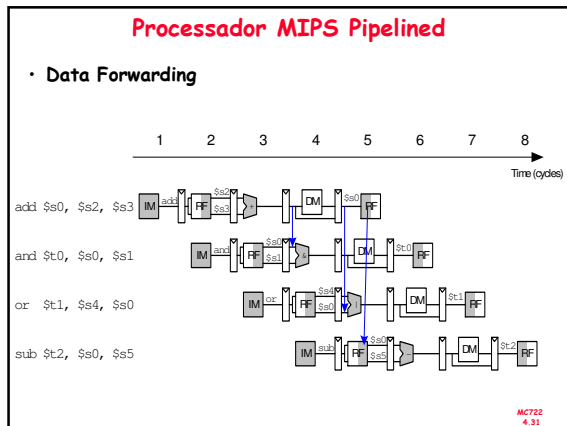 Processador MIPS Pipelined
• Data Forwarding
1 2 3 4 5 6 7 8
Time (cycles)
add $s0, $s2, $s3 IM add RF $s2 $s3 + DM $s0 RF
and $t0, $s0, $s1 IM and RF $s0 $s1 & DM $t0 RF
or $t1, $s4, $s0 IM or RF $s4 $s0 | DM $t1 RF
sub $t2, $s0, $s5 IM sub RF $s0 $s5 - DM $t2 RF
MC722
4.31